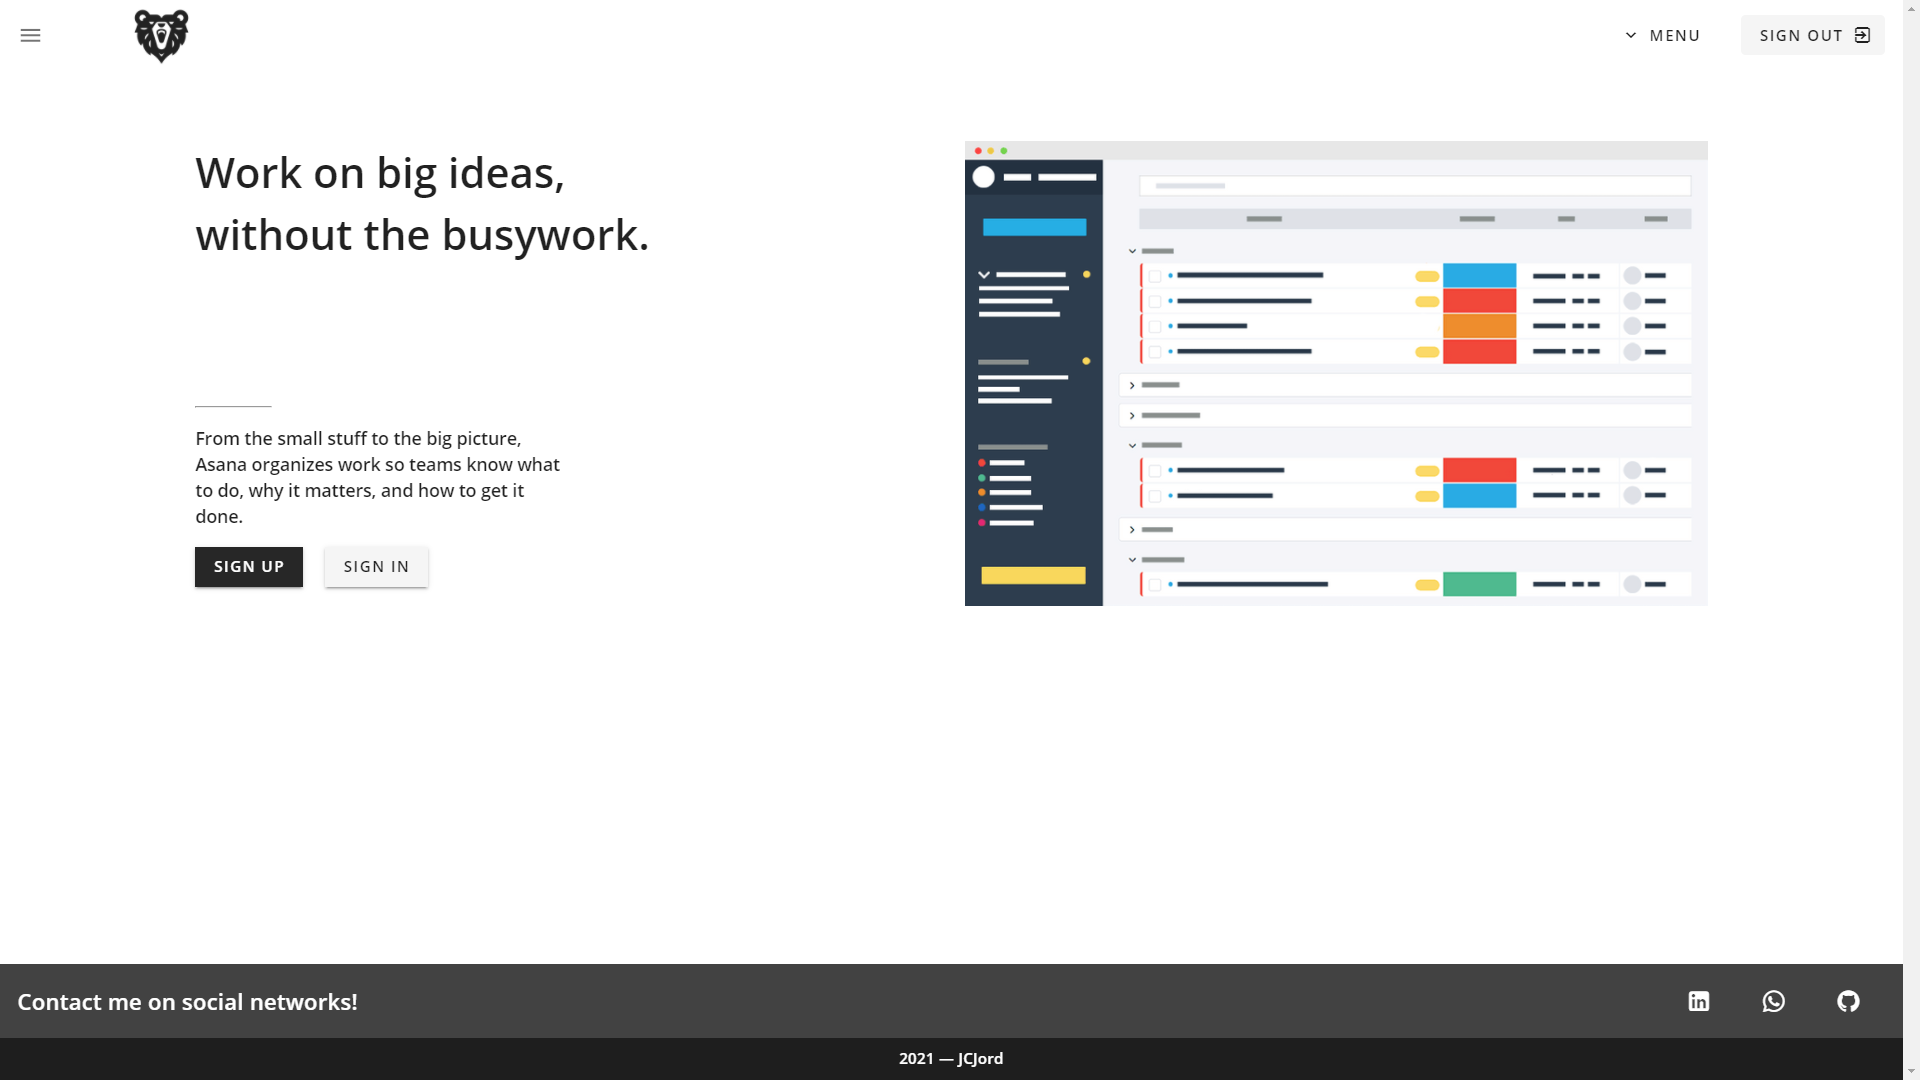 MENU
SIGN OUT
Work on big ideas,
without the busywork.
From the small stuff to the big picture,
Asana organizes work so teams know what
to do, why it matters, and how to get it
done.
SIGN UP
SIGN IN
Contact me on social networks!
2021 — JCJord